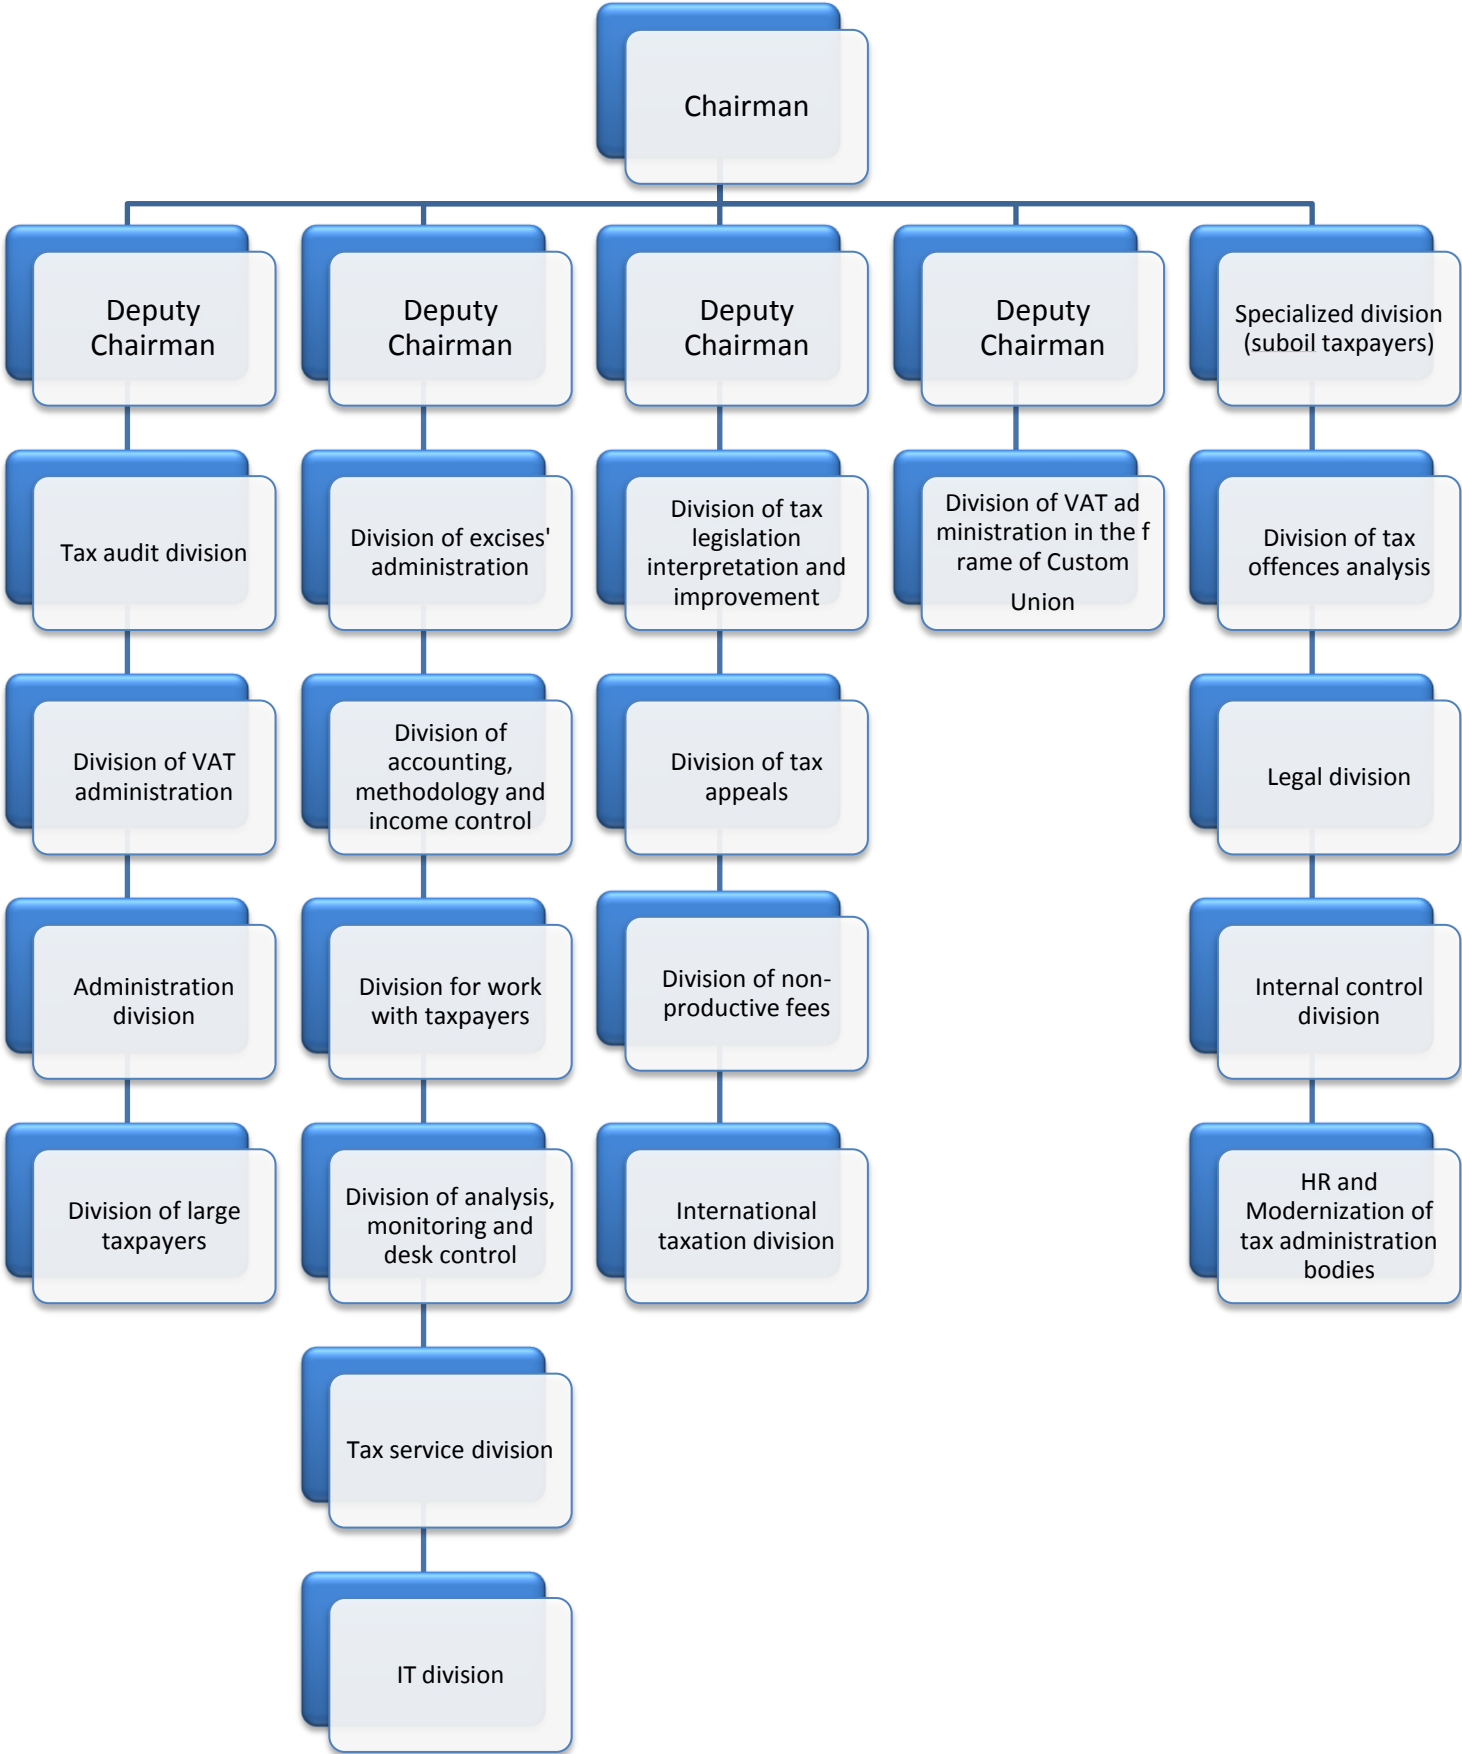 Chairman
Deputy
Chairman
Deputy
Chairman
Deputy
Chairman
Deputy
Chairman
Specialized division
(suboil taxpayers)
Tax audit division
Division of excises'
administration
Division of tax
legislation
interpretation and
improvement
Division of VAT ad
ministration in the f
rame of Custom
Union
Division of tax
offences analysis
Division of VAT
administration
Division of
accounting,
methodology and
income control
Division of tax
appeals
Legal division
Administration
division
Division for work
with taxpayers
Division of non-
productive fees
Internal control
division
Division of large
taxpayers
Division of analysis,
monitoring and
desk control
International
taxation division
HR and
Modernization of
tax administration
bodies
Tax service division
IT division